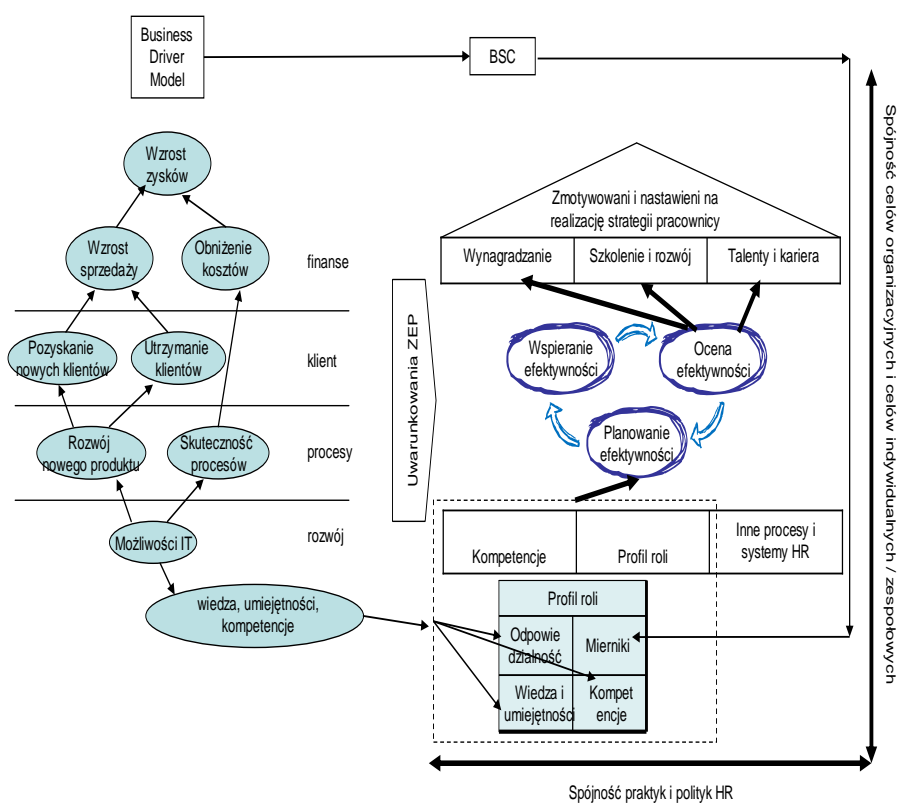 Business
Driver
Model
BSC
Wzrost
zysków
Wzrost
sprzedaży
Obniżenie
kosztów
finanse
Pozyskanie
nowych klientów
Utrzymanie
klientów
klient
Rozwój
nowego produktu
Skuteczność
procesów
procesy
Możliwości IT
rozwój
wiedza, umiejętności,
kompetencje
Uwarunkowania ZEP
Zmotywowani i nastawieni na
realizację strategii pracownicy
Wynagradzanie
Szkolenie i rozwój
Talenty i kariera
Wspieranie
efektywności
Ocena
efektywności
Planowanie
efektywności
Kompetencje
Profil roli
Inne procesy i
systemy HR
Profil roli
Odpowie
działność
Mierniki
Wiedza i
umiejętności
Kompet
encje
Spójność praktyk i polityk HR
Spójność celów organizacyjnych i celów indywidualnych / zespołowych